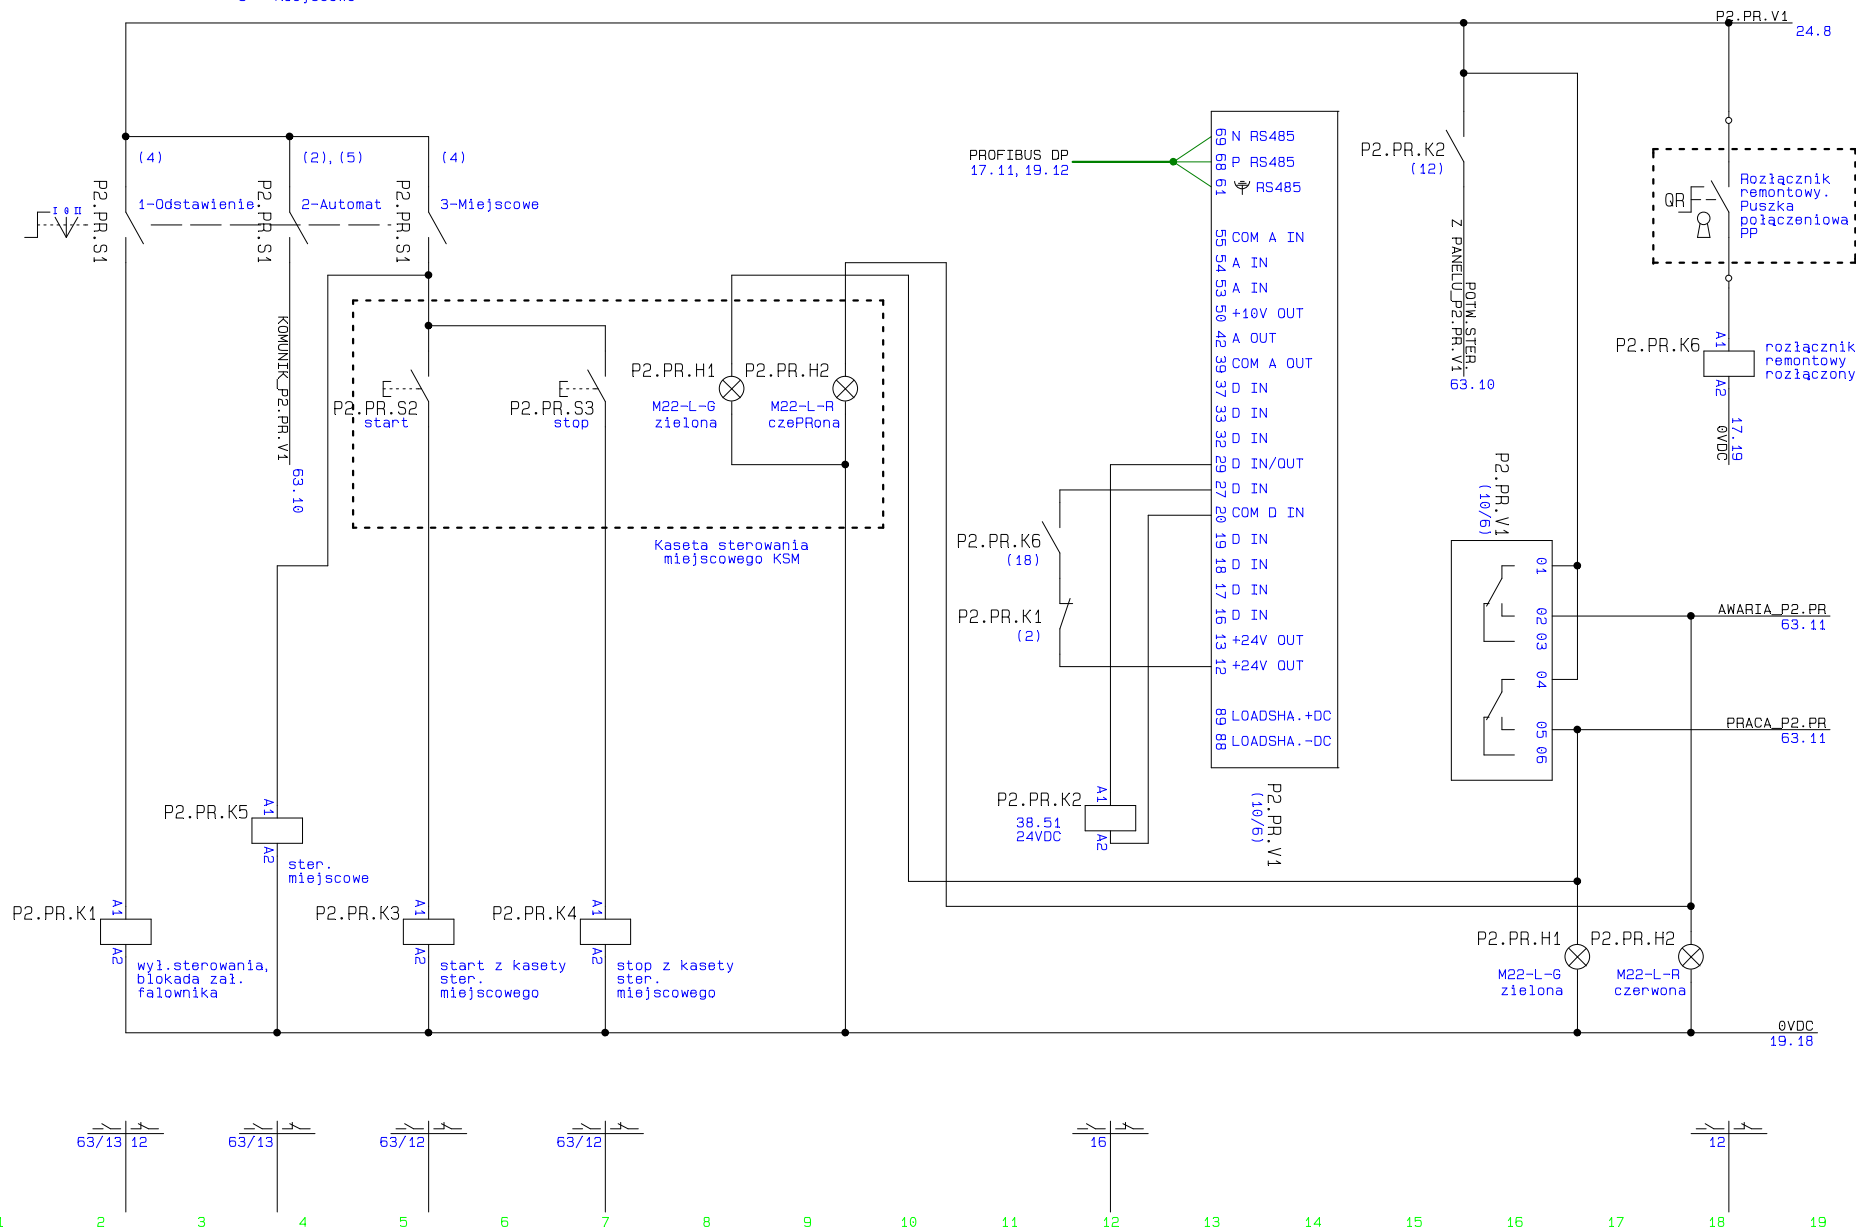 P2.PR.V1
24.8
(4)
(2),(5)
(4)
P2.PR.S1
1-Odstawienie
P2.PR.S1
2-Automat
P2.PR.S1
3-Miejscowe
I 0 II
KOMUNIK_P2.PR.V1
63.10
P2.PR.S2
start
P2.PR.S3
stop
P2.PR.H1
M22-L-G
zielona
P2.PR.H2
M22-L-R
czePRona
Kaseta sterowania
miejscowego KSM
PROFIBUS DP
17.11,19.12
69 N RS485
68 P RS485
61 RS485
55 COM A IN
54 A IN
53 A IN
50 +10V OUT
42 A OUT
39 COM A OUT
37 D IN
33 D IN
32 D IN
29 D IN/OUT
27 D IN
20 COM D IN
19 D IN
18 D IN
17 D IN
16 D IN
13 +24V OUT
12 +24V OUT
89 LOADSHA.+DC
88 LOADSHA.-DC
P2.PR.V1
(10/6)
P2.PR.K6
(18)
P2.PR.K1
(2)
P2.PR.K2
38.51
24VDC
A1
A2
P2.PR.K2
(12)
Z PANELU_P2.PR.V1
POTW.STER.
63.10
QR
Rozłącznik
remontowy.
Puszka
połączeniowa
PP
P2.PR.K6
A1
A2
rozłącznik
remontowy
rozłączony
17.19
0VDC
P2.PR.V1
(10/6)
01
02
03
04
05
06
AWARIA_P2.PR
63.11
PRACA_P2.PR
63.11
P2.PR.K5
A1
A2
ster.
miejscowe
P2.PR.K1
A1
A2
wył.sterowania,
blokada zał.
falownika
P2.PR.K3
A1
A2
start z kasety
ster.
miejscowego
P2.PR.K4
A1
A2
stop z kasety
ster.
miejscowego
P2.PR.H1
M22-L-G
zielona
P2.PR.H2
M22-L-R
czerwona
0VDC
19.18
63/13 12
63/13
63/12
63/12
16
12
2 3 4 5 6 7 8 9 10 11 12 13 14 15 16 17 18 19